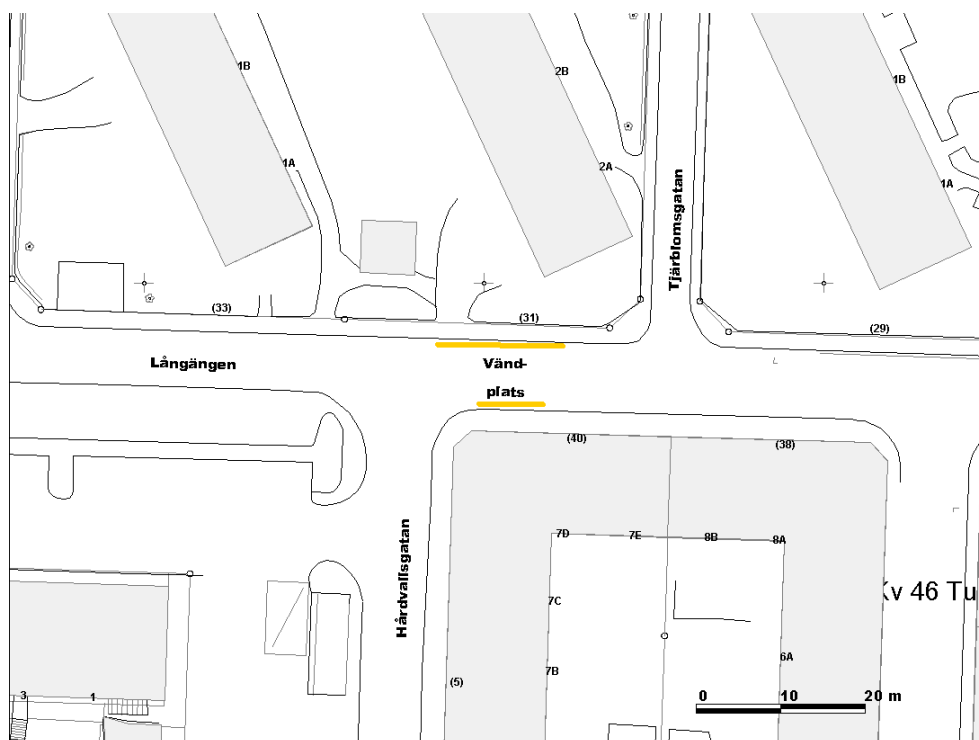 1B
2B
1B
1A
2A
1A
Tjärblomsgatan
(33)
(31)
(29)
Långängen
Vänd-
plats
(40)
(38)
7D
7E
8B
8A
Hårdvallsgatan
7C
Kv 46 Tu
(5)
7B
6A
3
1
0
10
20 m